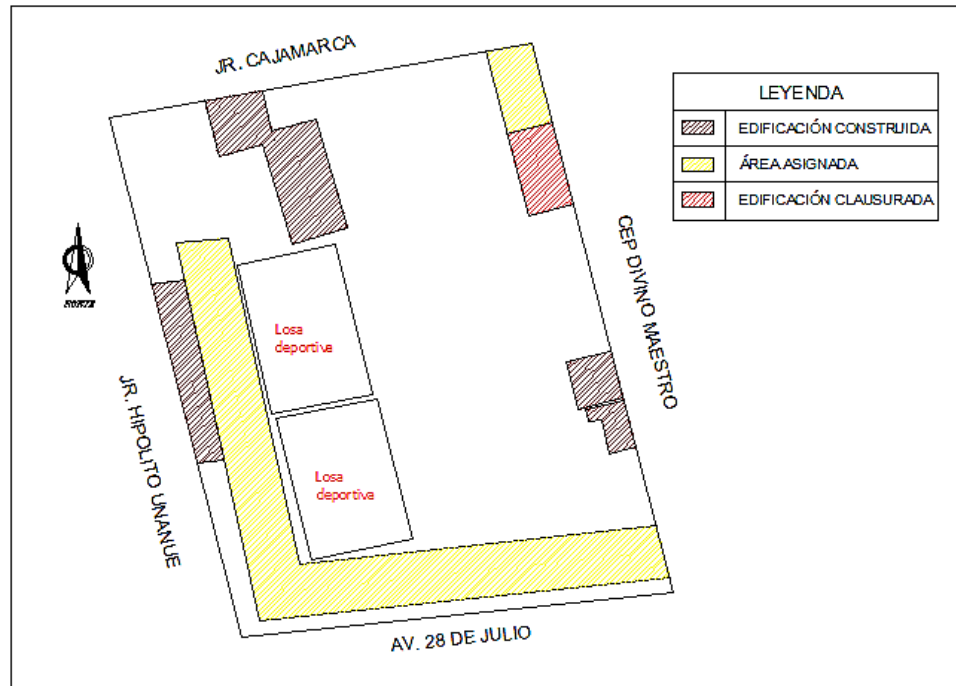 JR. CAJAMARCA
LEYENDA
EDIFICACIÓN CONSTRUIDA
ÁREA ASIGNADA
EDIFICACIÓN CLAUSURADA
CEP DIVINO MAESTRO
NORTE
Losa
deportiva
JR. HIPOLITO UNANUE
Losa
deportiva
AV. 28 DE JULIO